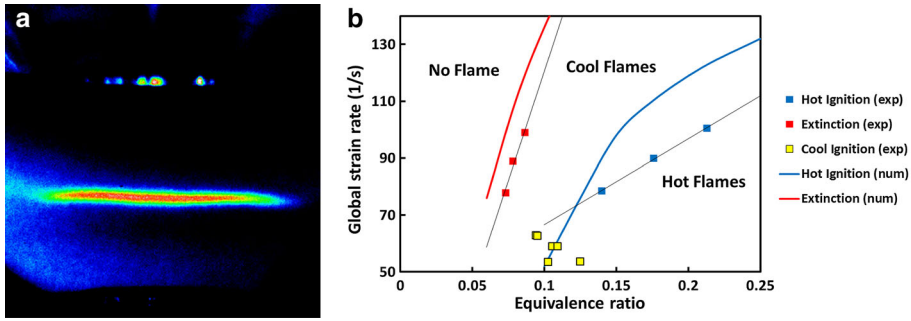 a
b
Global strain rate (1/s)
130
110
90
70
50
No Flame
Cool Flames
Hot Flames
0
0.05
0.1
0.15
0.2
0.25
Equivalence ratio
Hot Ignition (exp)
Extinction (exp)
Cool Ignition (exp)
Hot Ignition (num)
Extinction (num)